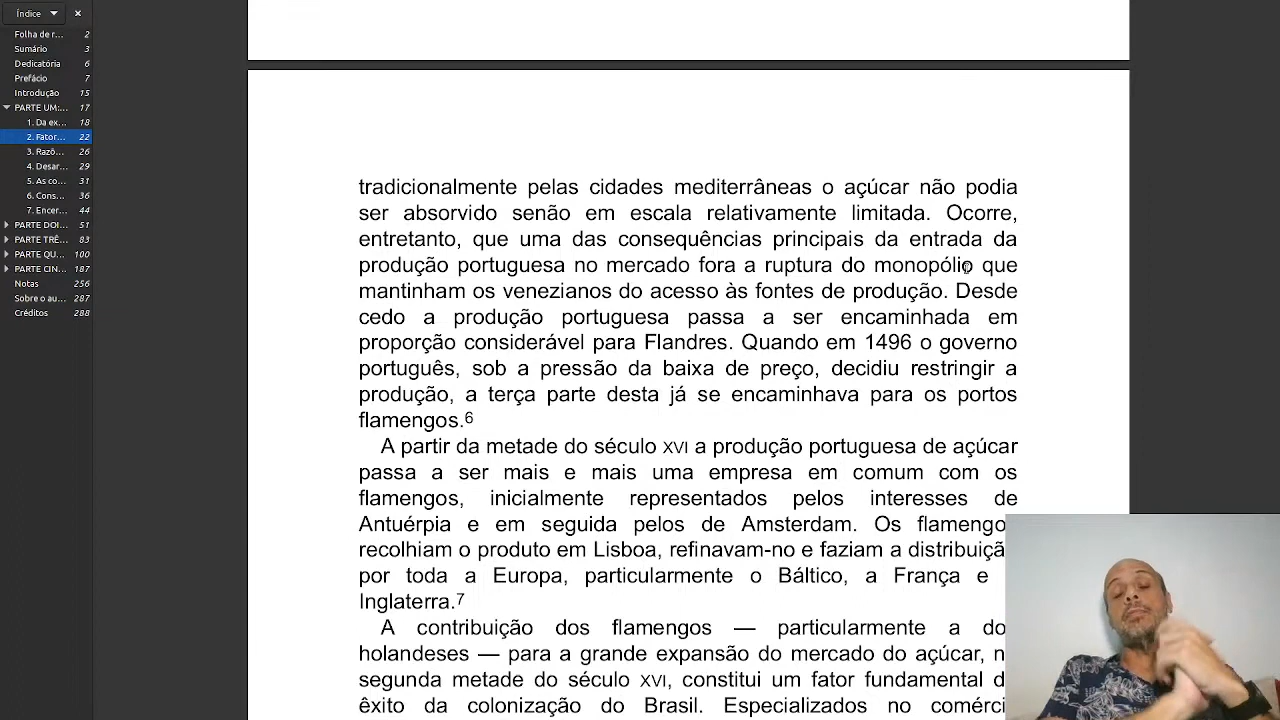 Índice
Folha de r... 2
Sumário 3
Dedicatória 6
Prefácio 7
Introdução 15
PARTE UM:... 17
1. Da ex... 18
2. Fator... 22
3. Razõ... 26
4. Desar... 29
5. As co... 31
6. Cons... 36
7. Encer... 44
PARTE DOI... 51
PARTE TRÊ... 83
PARTE QU... 100
PARTE CIN... 187
Notas 256
Sobre o au... 287
Créditos 288
tradicionalmente pelas cidades mediterrâneas o açúcar não podia
ser absorvido senão em escala relativamente limitada. Ocorre,
entretanto, que uma das consequências principais da entrada da
produção portuguesa no mercado fora a ruptura do monopólio que
mantinham os venezianos do acesso às fontes de produção. Desde
cedo a produção portuguesa passa a ser encaminhada em
proporção considerável para Flandres. Quando em 1496 o governo
português, sob a pressão da baixa de preço, decidiu restringir a
produção, a terça parte desta já se encaminhava para os portos
flamengos.6
A partir da metade do século XVI a produção portuguesa de açúcar
passa a ser mais e mais uma empresa em comum com os
flamengos, inicialmente representados pelos interesses de
Antuérpia e em seguida pelos de Amsterdam. Os flamengo
recolhiam o produto em Lisboa, refinavam-no e faziam a distribuiçã
por toda a Europa, particularmente o Báltico, a França e
Inglaterra.7
A contribuição dos flamengos — particularmente a do
holandeses — para a grande expansão do mercado do açúcar, n
segunda metade do século XVI, constitui um fator fundamental d
êxito da colonização do Brasil. Especializados no comérci